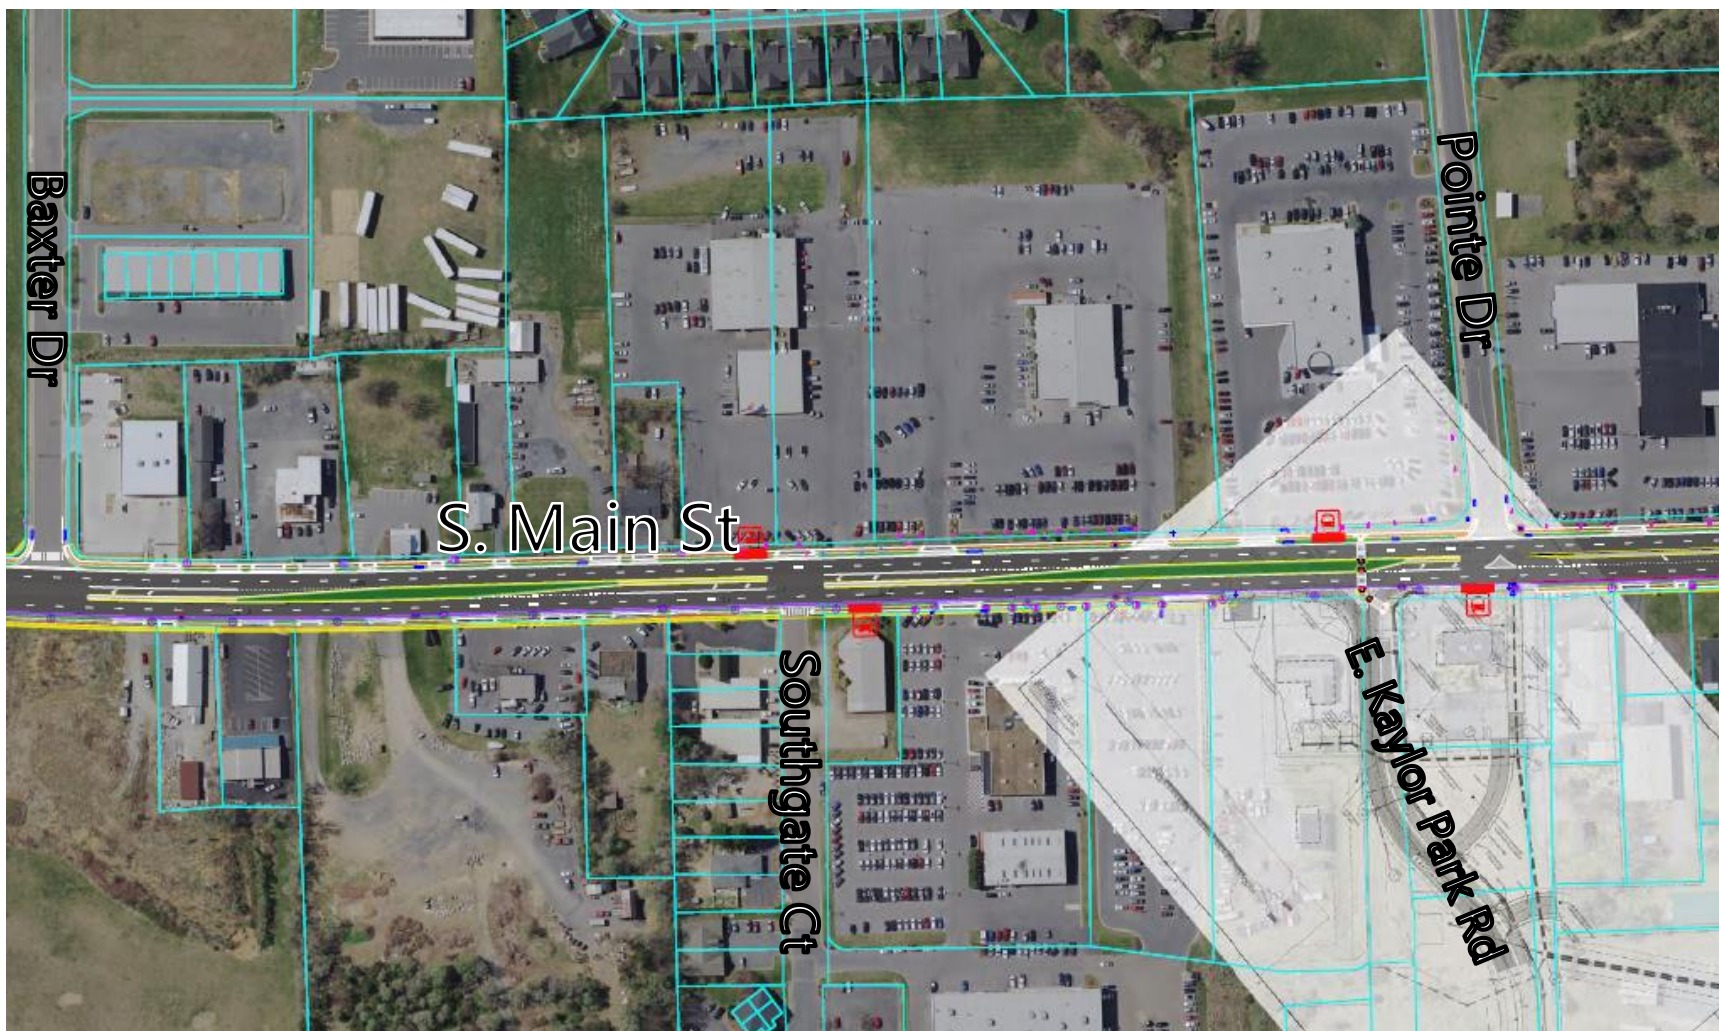 Baxter Dr
Pointe Dr
S. Main St
Southgate Ct
E. Kaylor Park Rd